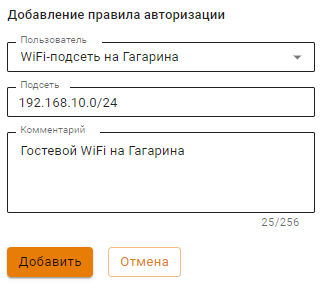 Добавление правила авторизации
Пользователь
WiFi-подсеть на Гагарина
Подсеть
192.168.10.0/24
Комментарий
Гостевой WiFi на Гагарина
25/256
Добавить
Отмена